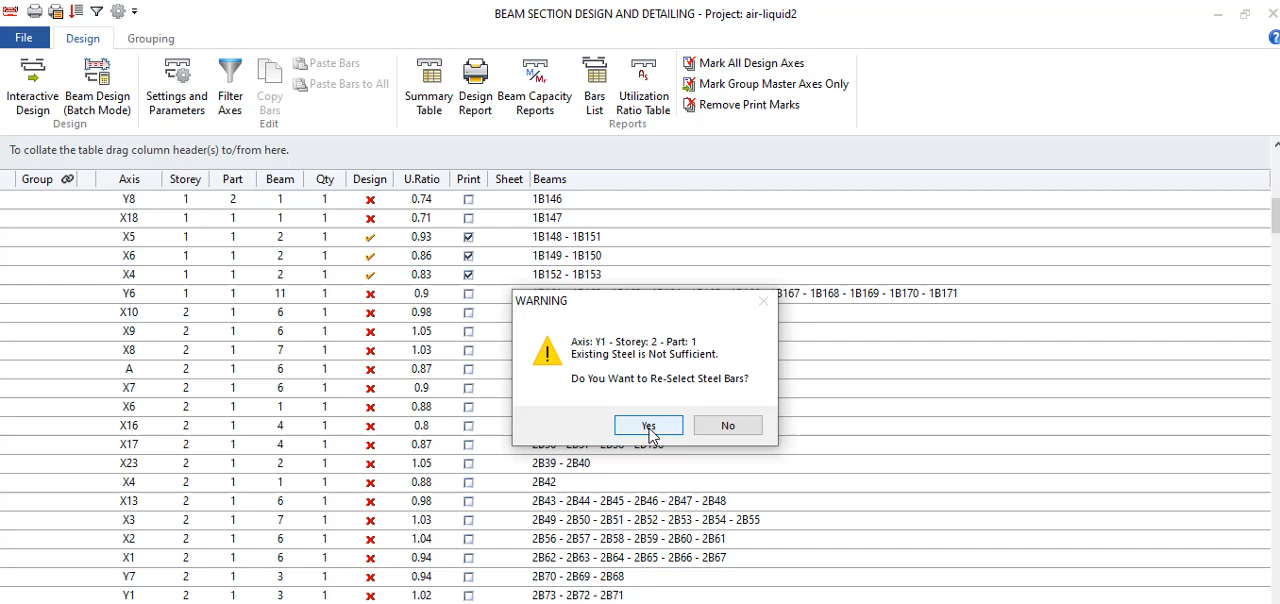 BEAM SECTION DESIGN AND DETAILING - Project: air-liquid2
File Design Grouping
Interactive Design
Beam Design (Batch Mode)
Design
Settings and Parameters
Filter Axes
Copy Bars
Paste Bars
Paste Bars to All
Edit
Summary Table
Design Report
Beam Capacity Reports
Bars List
Utilization Ratio Table
Reports
Mark All Design Axes
Mark Group Master Axes Only
Remove Print Marks
To collate the table drag column header(s) to/from here.
Group Axis Storey Part Beam Qty Design U.Ratio Print Sheet Beams
Y8 1 2 1 1 0.74 1B146
X18 1 1 1 1 0.71 1B147
X5 1 1 2 1 0.93 1B148 - 1B151
X6 1 1 2 1 0.86 1B149 - 1B150
X4 1 1 2 1 0.83 1B152 - 1B153
Y6 1 1 11 1 0.9 1B167 - 1B168 - 1B169 - 1B170 - 1B171
X10 2 1 6 1 0.98
X9 2 1 6 1 1.05
X8 2 1 7 1 1.03
A 2 1 6 1 0.87
X7 2 1 6 1 0.9
X6 2 1 1 1 0.88
X16 2 1 4 1 0.8
X17 2 1 4 1 0.87
X23 2 1 2 1 1.05 2B39 - 2B40
X4 2 1 1 1 0.88 2B42
X13 2 1 6 1 0.98 2B43 - 2B44 - 2B45 - 2B46 - 2B47 - 2B48
X3 2 1 7 1 1.03 2B49 - 2B50 - 2B51 - 2B52 - 2B53 - 2B54 - 2B55
X2 2 1 6 1 1.04 2B56 - 2B57 - 2B58 - 2B59 - 2B60 - 2B61
X1 2 1 6 1 0.94 2B62 - 2B63 - 2B64 - 2B65 - 2B66 - 2B67
Y7 2 1 3 1 0.94 2B70 - 2B69 - 2B68
Y1 2 1 3 1 1.02 2B73 - 2B72 - 2B71
WARNING
Axis: Y1 - Storey: 2 - Part: 1
Existing Steel is Not Sufficient.
Do You Want to Re-Select Steel Bars?
Yes No